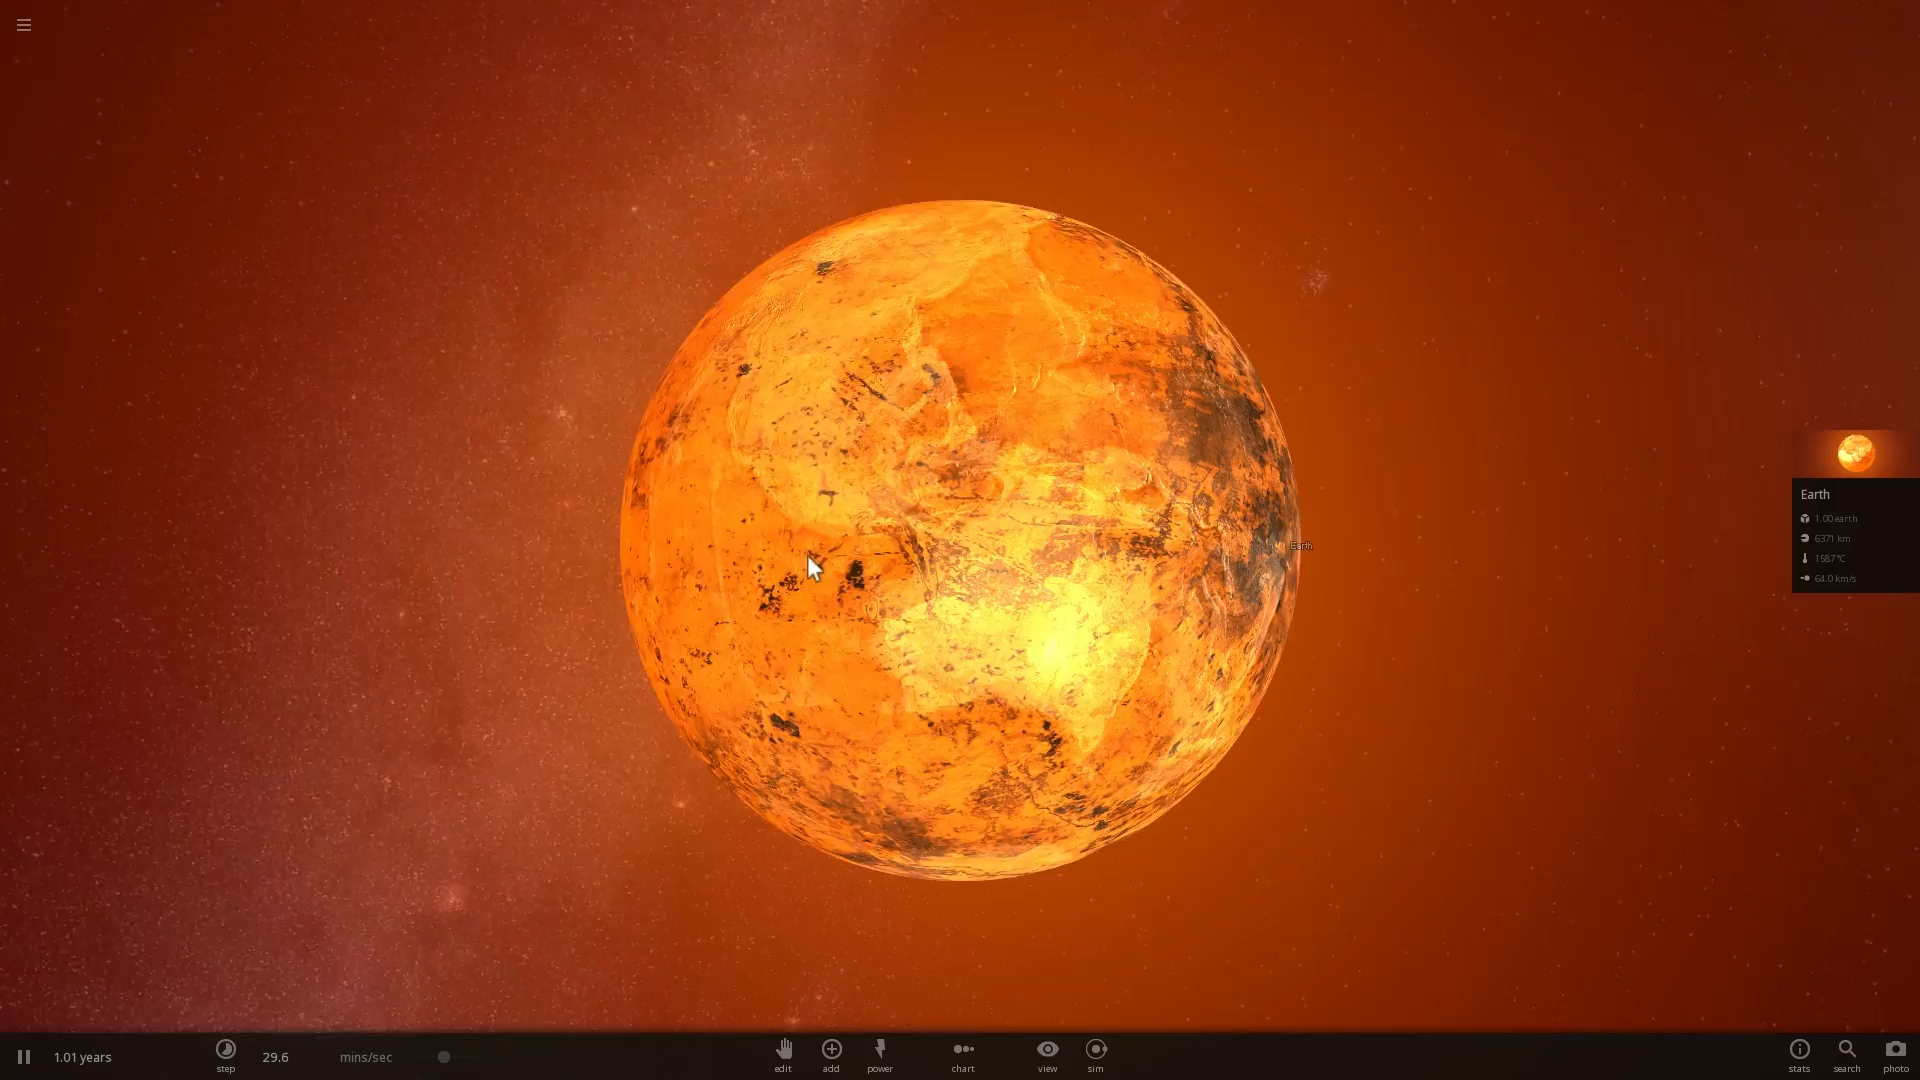 Earth
Earth
1.00 earth
6371 km
1587 °C
64.0 km/s
1.01 years
step
29.6
mins/sec
edit
add
power
chart
view
sim
stats
search
photo